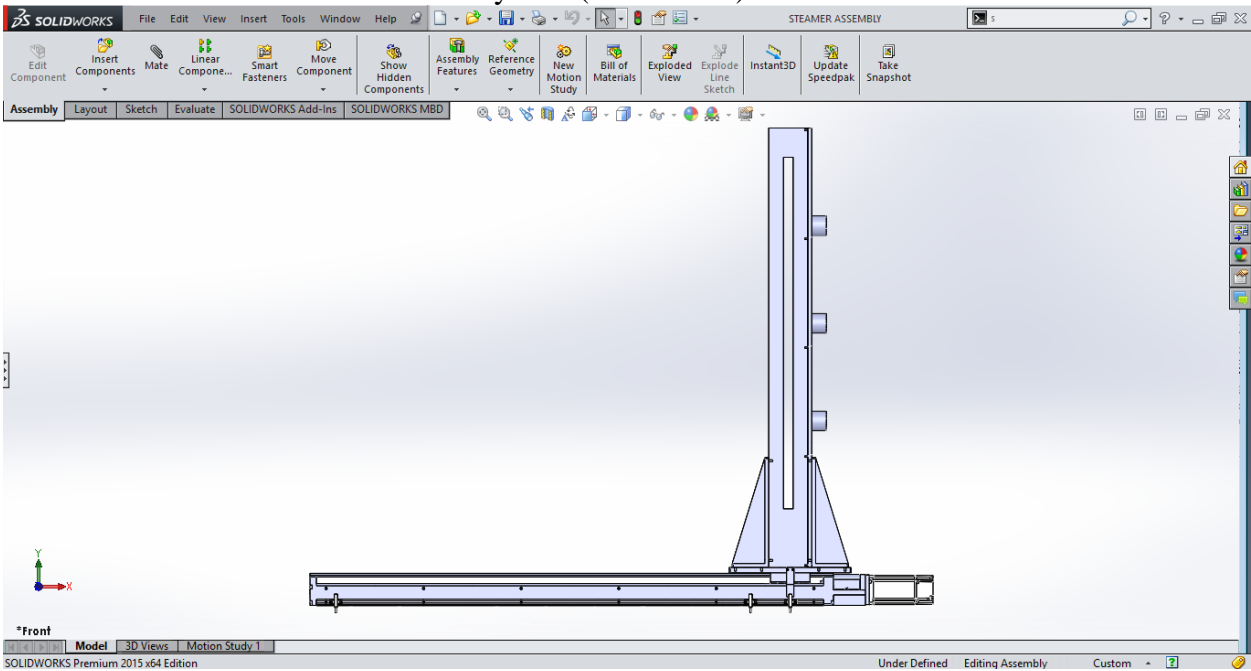 SOLIDWORKS File Edit View Insert Tools Window Help STEAMER ASSEMBLY s
Edit Component
Insert Components
Mate
Linear Compone...
Smart Fasteners
Move Component
Show Hidden Components
Assembly Features
Reference Geometry
New Motion Study
Bill of Materials
Exploded View
Explode Line Sketch
Instant3D
Update Speedpak
Take Snapshot
Assembly Layout Sketch Evaluate SOLIDWORKS Add-Ins SOLIDWORKS MBD
Y
X
*Front
Model 3D Views Motion Study 1
SOLIDWORKS Premium 2015 x64 Edition Under Defined Editing Assembly Custom